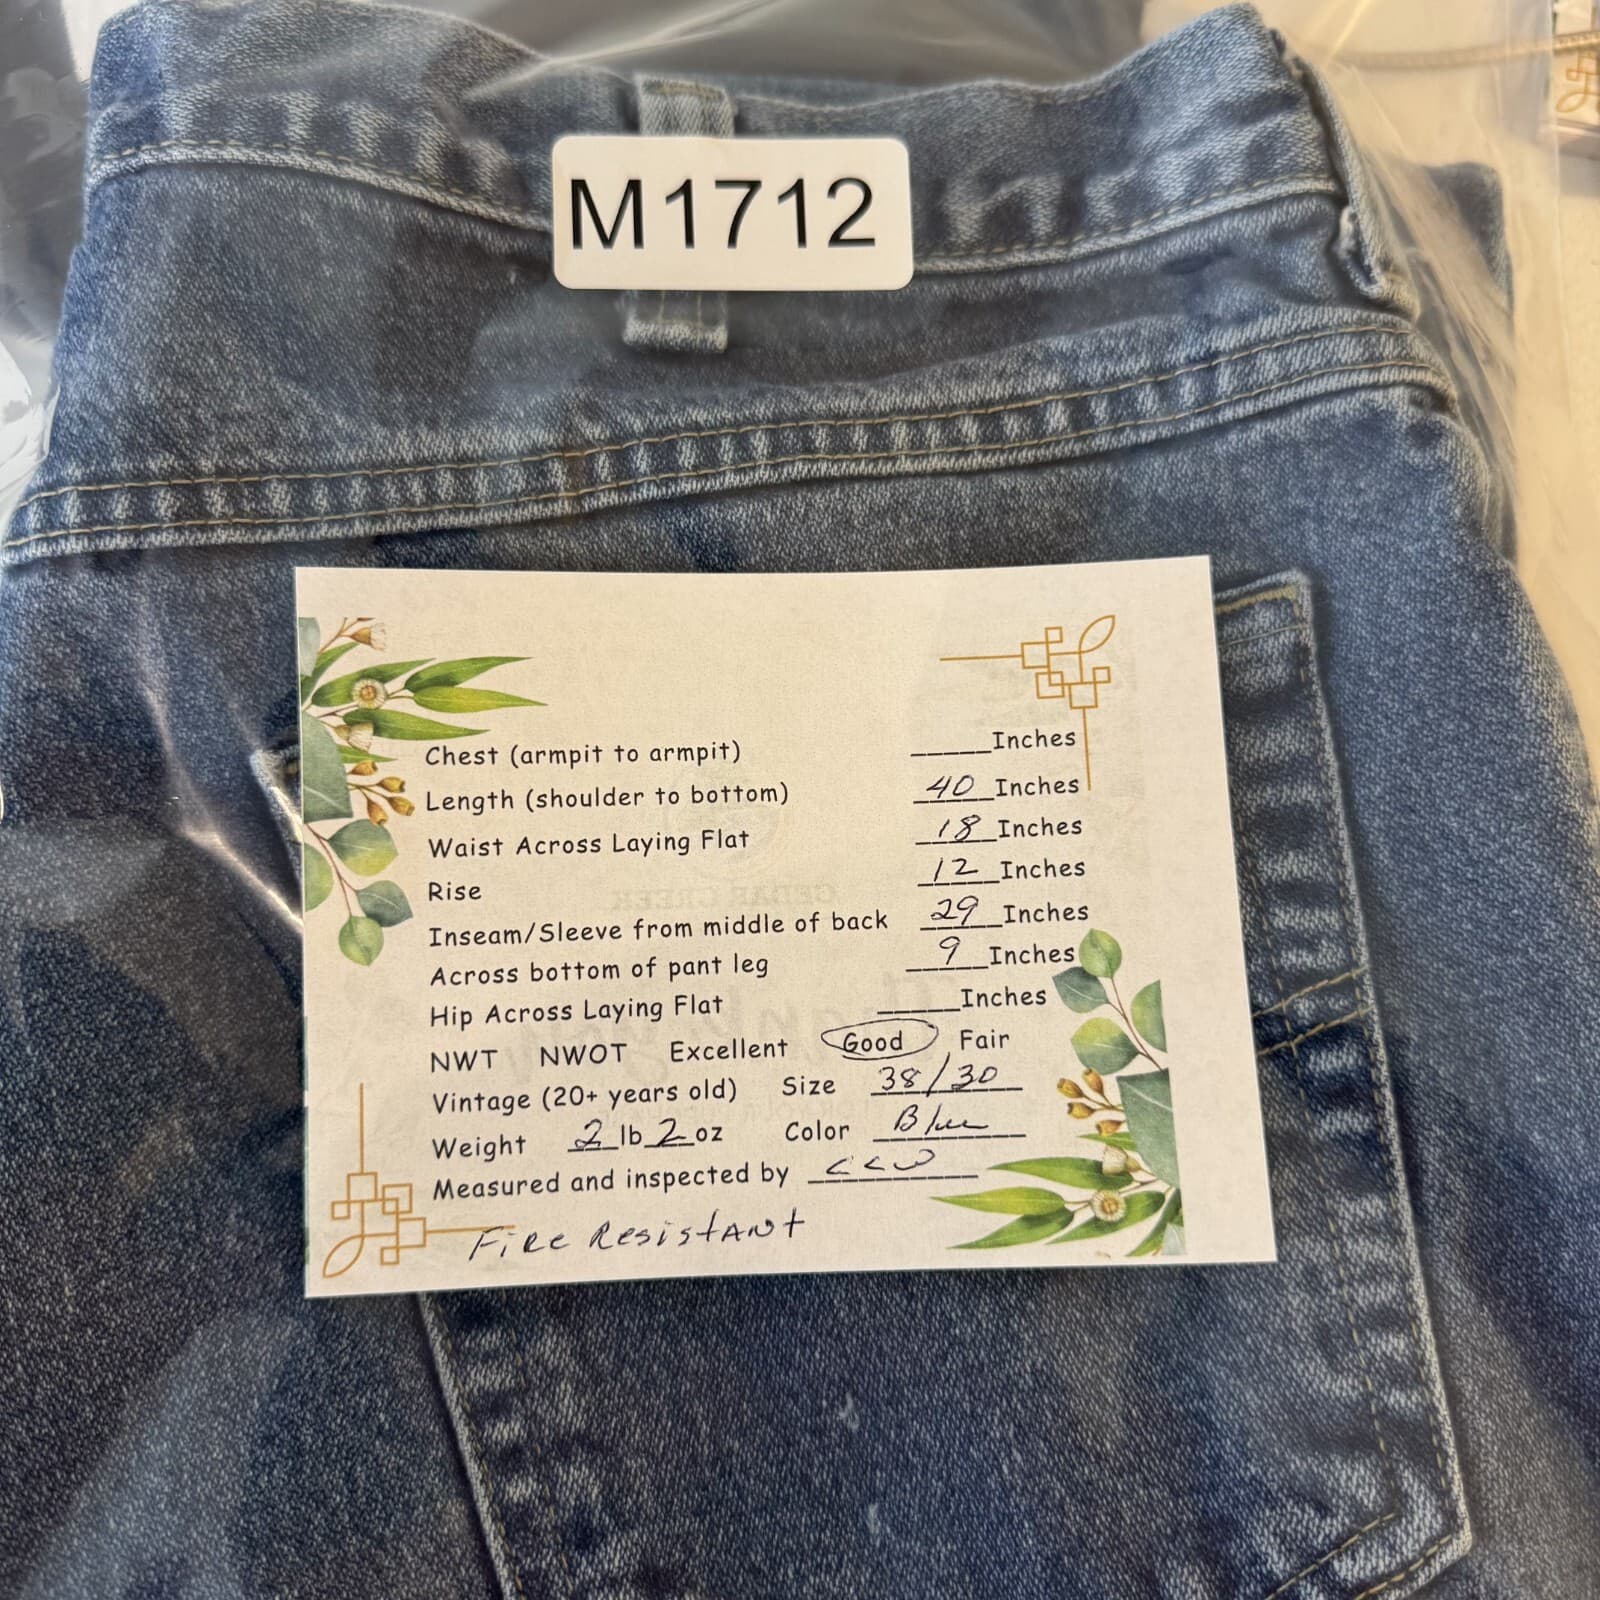 M1712
Chest (armpit to armpit) _____Inches
Length (shoulder to bottom) 40 Inches
Waist Across Laying Flat 18 Inches
Rise 12 Inches
Inseam/Sleeve from middle of back 29 Inches
Across bottom of pant leg 9 Inches
Hip Across Laying Flat _____Inches
NWT NWOT Excellent Good Fair
Vintage (20+ years old) Size 38/30
Weight 2 lb 2 oz Color Blue
Measured and inspected by
Fire Resistant